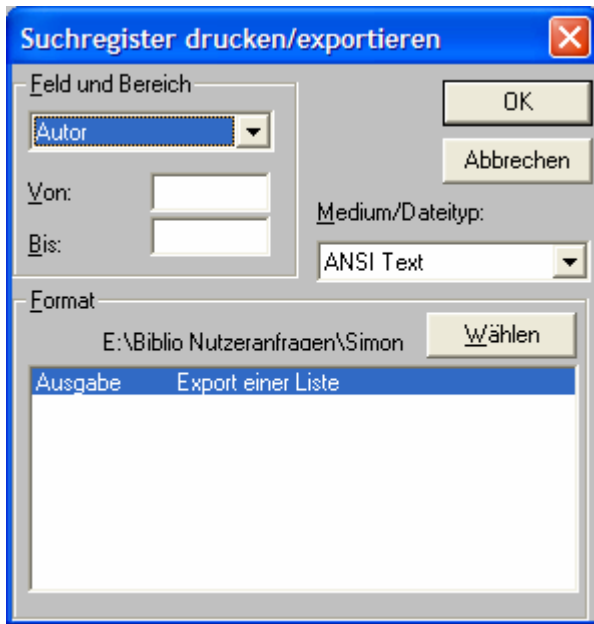 Suchregister drucken/exportieren
Feld und Bereich
OK
Autor
Abbrechen
Von:
Medium/Dateityp:
Bis:
ANSI Text
Format
E:\Biblio Nutzeranfragen\Simon
Wählen
Ausgabe Export einer Liste